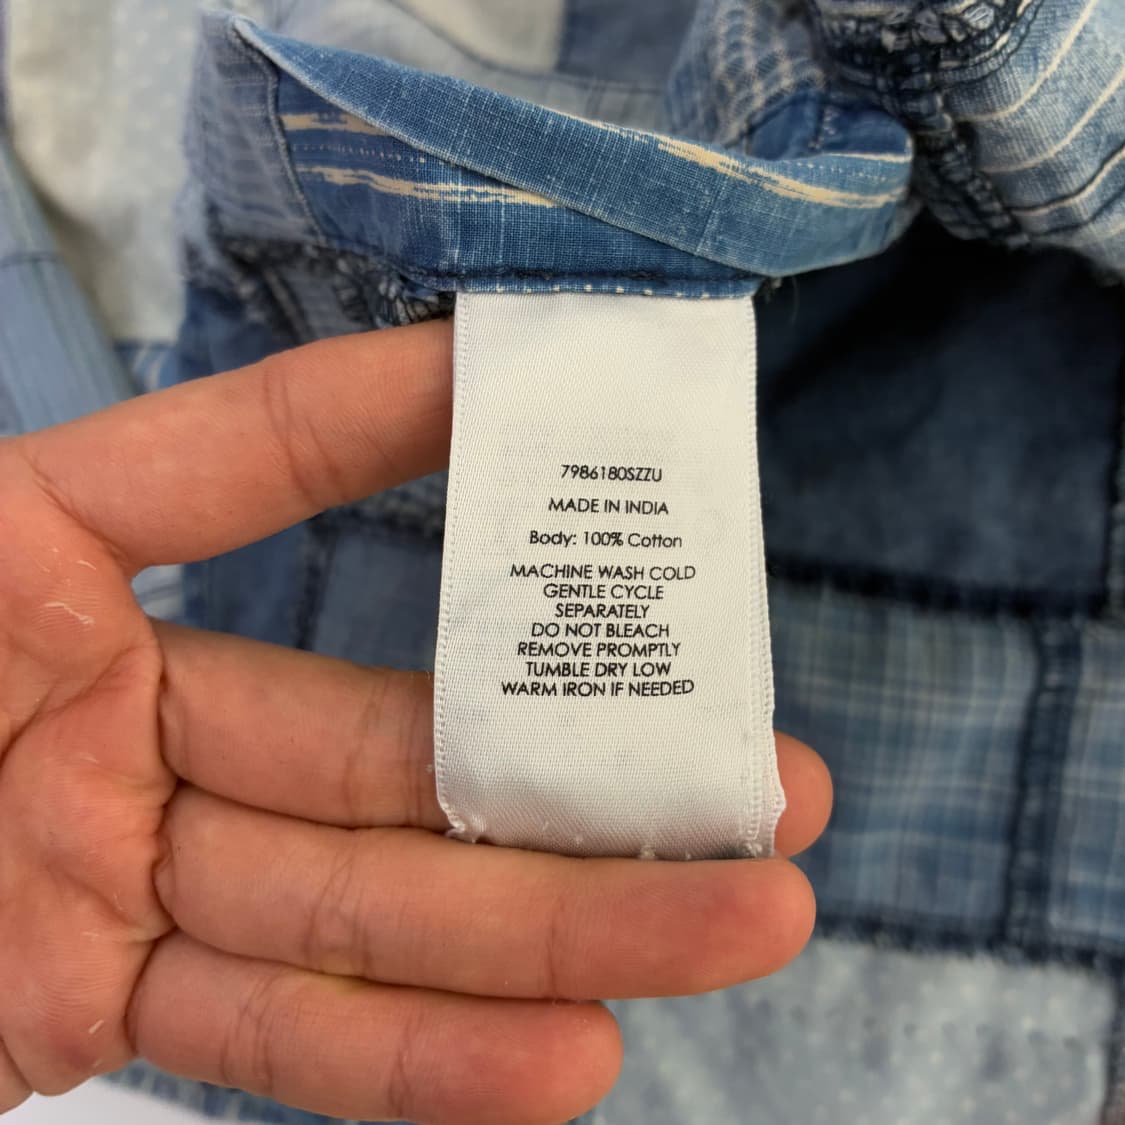 7986180SZZU
MADE IN INDIA
Body: 100% Cotton
MACHINE WASH COLD
GENTLE CYCLE
SEPARATELY
DO NOT BLEACH
REMOVE PROMPTLY
TUMBLE DRY LOW
WARM IRON IF NEEDED